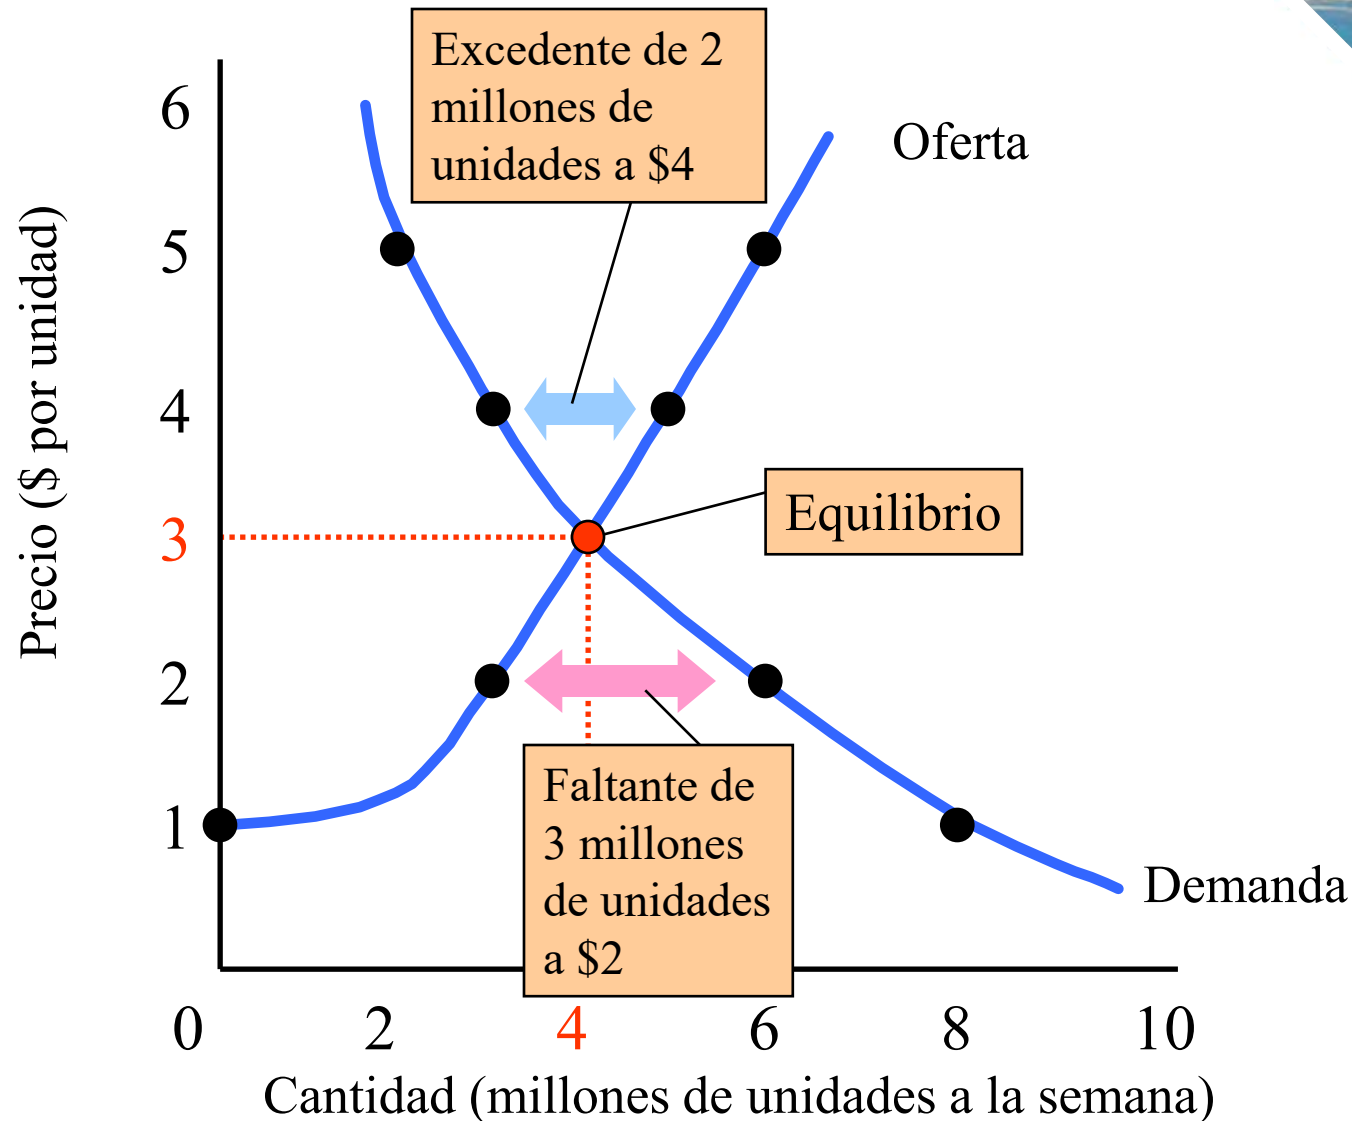 Excedente de 2
millones de
unidades a $4
Oferta
Precio ($ por unidad)
6
5
4
3
2
1
Equilibrio
Faltante de
3 millones
de unidades
a $2
Demanda
0 2 4 6 8 10
Cantidad (millones de unidades a la semana)